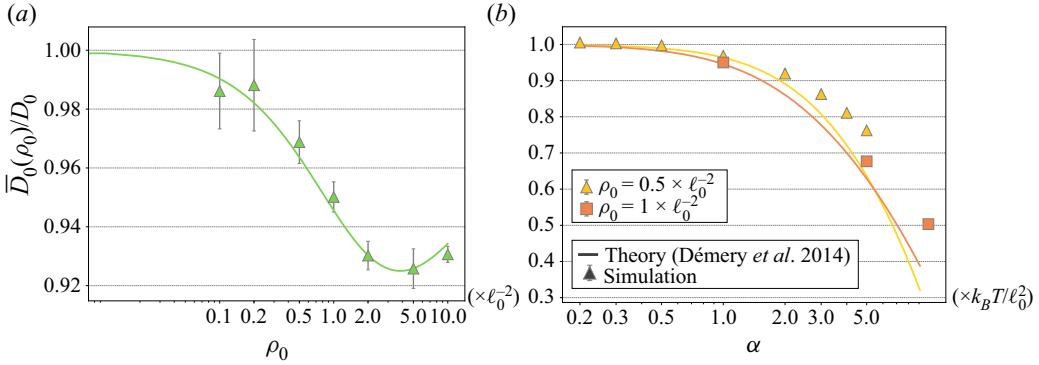 (a)
(b)
D̅₀(ρ₀)/D₀
1.00
0.98
0.96
0.94
0.92
0.1 0.2 0.5 1.0 2.0 5.0 10.0
(×ℓ₀⁻²)
ρ₀
1.0
0.9
0.8
0.7
0.6
0.5
0.4
0.3
ρ₀ = 0.5 × ℓ₀⁻²
ρ₀ = 1 × ℓ₀⁻²
Theory (Démery et al. 2014)
Simulation
0.2 0.3 0.5 1.0 2.0 3.0 5.0
(×k_BT/ℓ₀²)
α